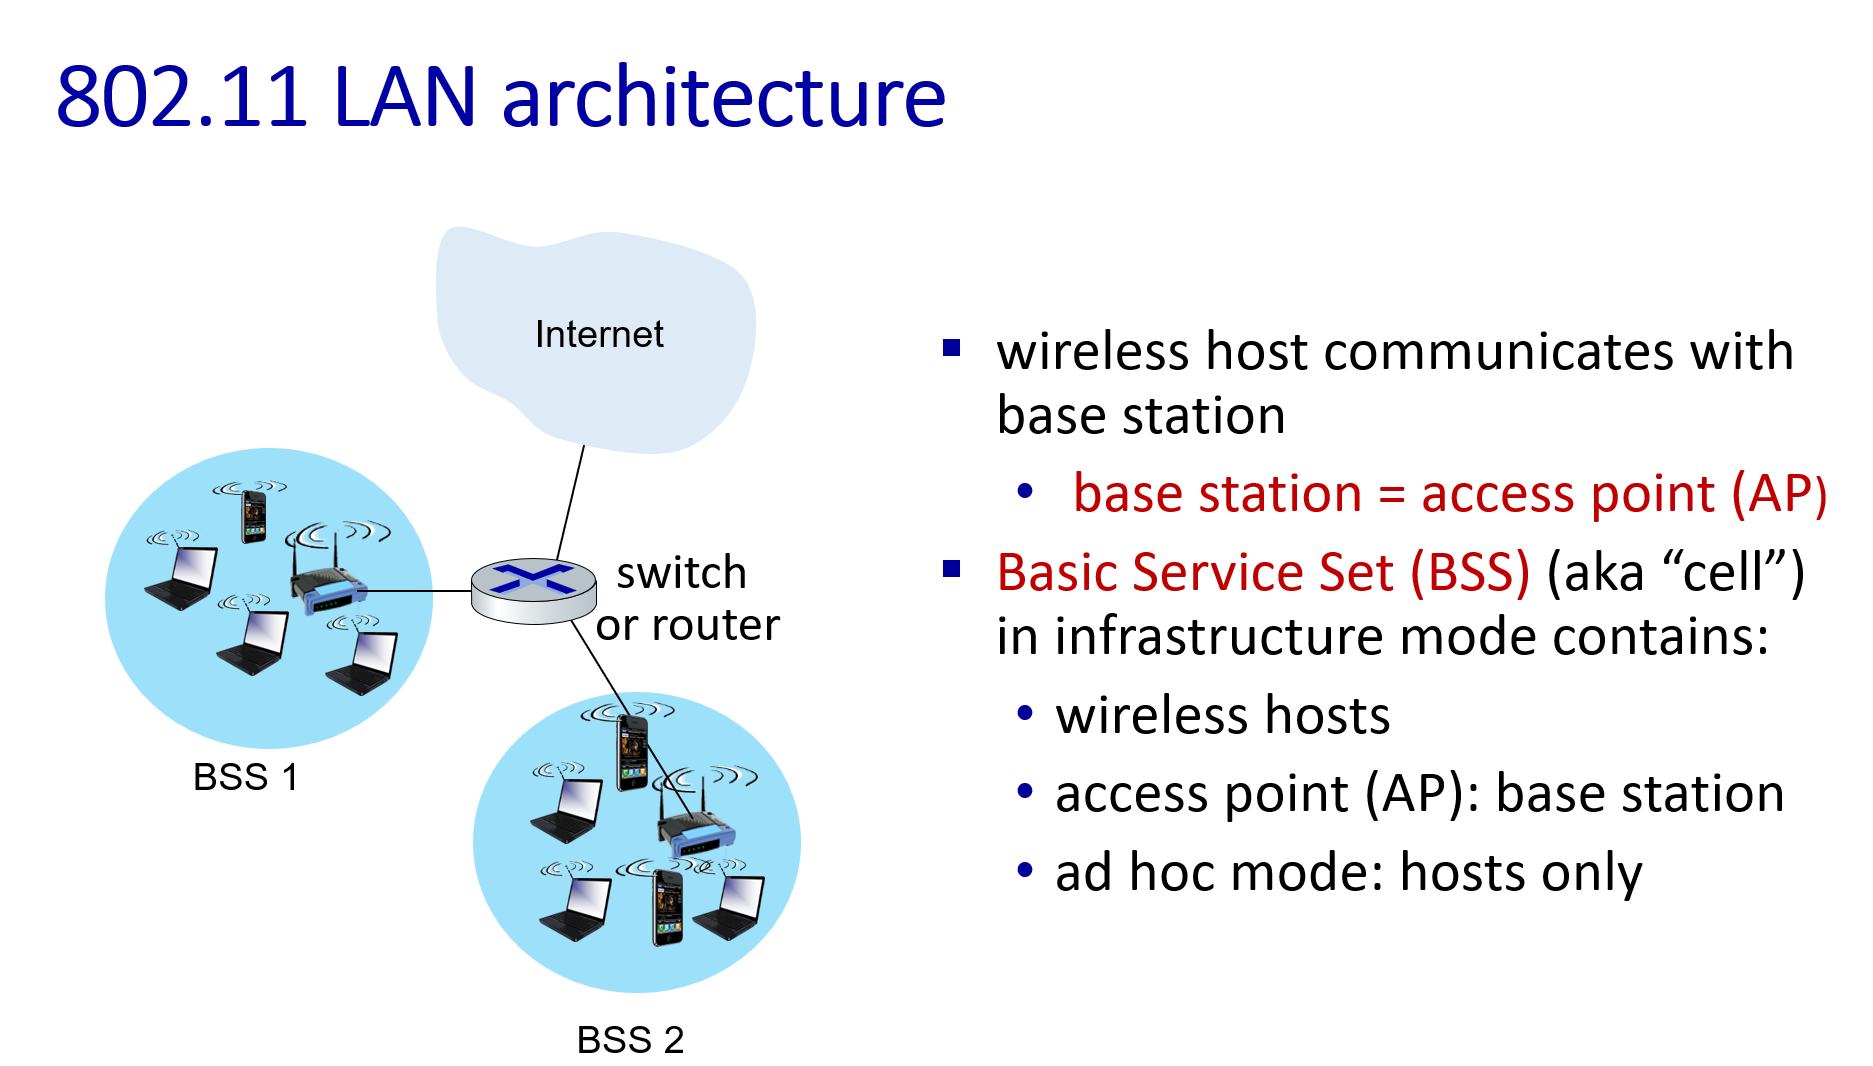 802.11 LAN architecture
Internet
switch
or router
BSS 1
BSS 2
wireless host communicates with
base station
base station = access point (AP)
Basic Service Set (BSS) (aka “cell”)
in infrastructure mode contains:
wireless hosts
access point (AP): base station
ad hoc mode: hosts only